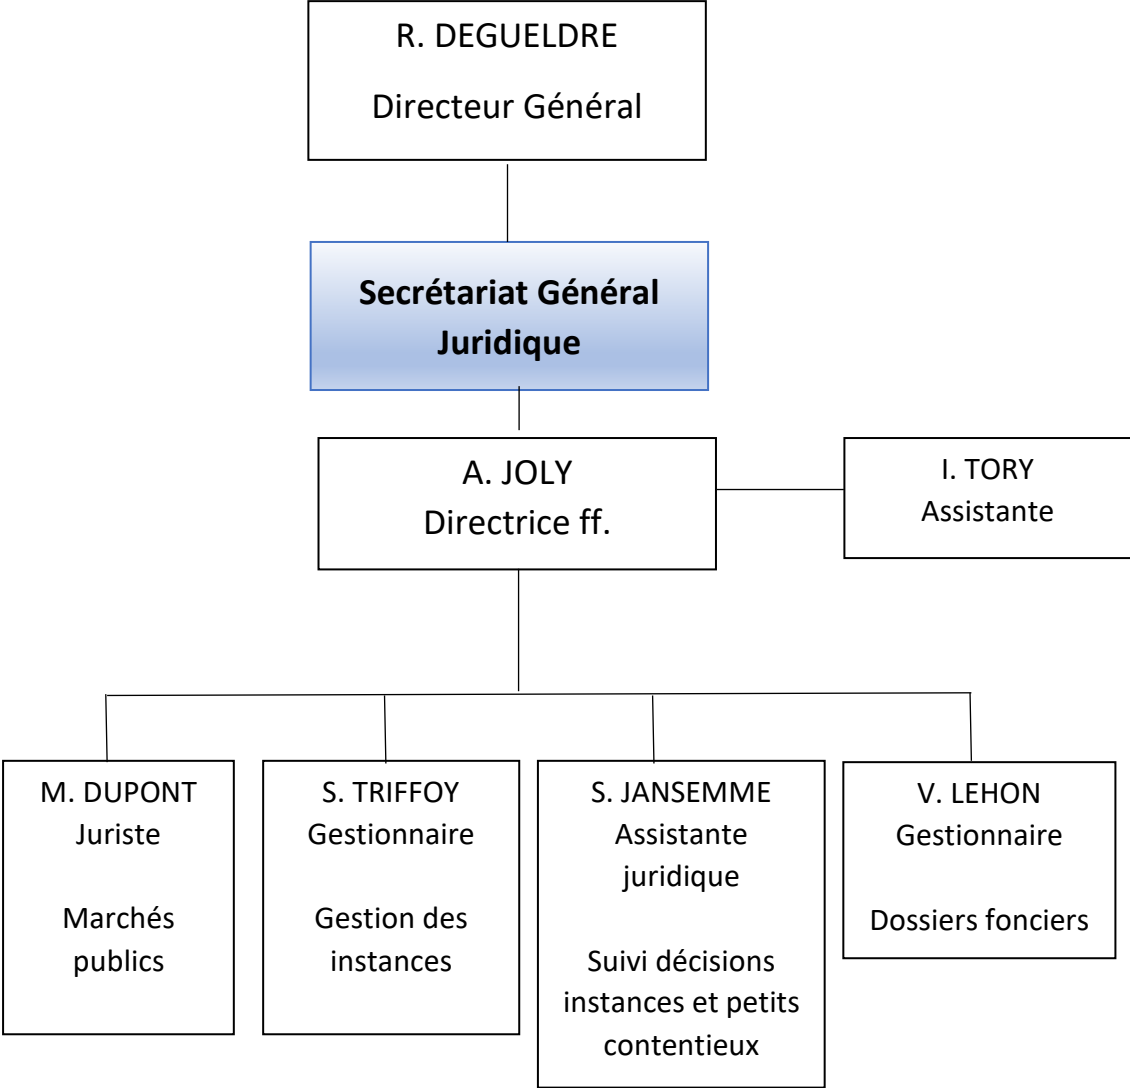 R. DEGUELDRE
Directeur Général
Secrétariat Général
Juridique
A. JOLY
Directrice ff.
I. TORY
Assistante
M. DUPONT
Juriste
Marchés
publics
S. TRIFFOY
Gestionnaire
Gestion des
instances
S. JANSEMME
Assistante
juridique
Suivi décisions
instances et petits
contentieux
V. LEHON
Gestionnaire
Dossiers fonciers